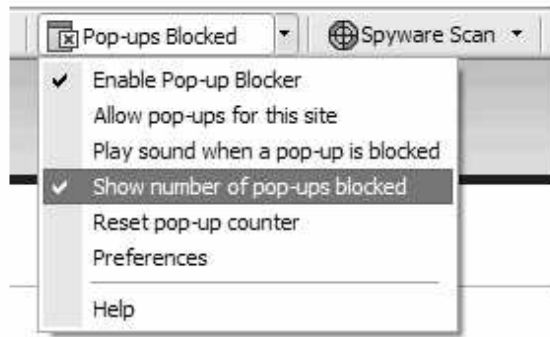 Pop-ups Blocked Spyware Scan
Enable Pop-up Blocker
Allow pop-ups for this site
Play sound when a pop-up is blocked
Show number of pop-ups blocked
Reset pop-up counter
Preferences
Help